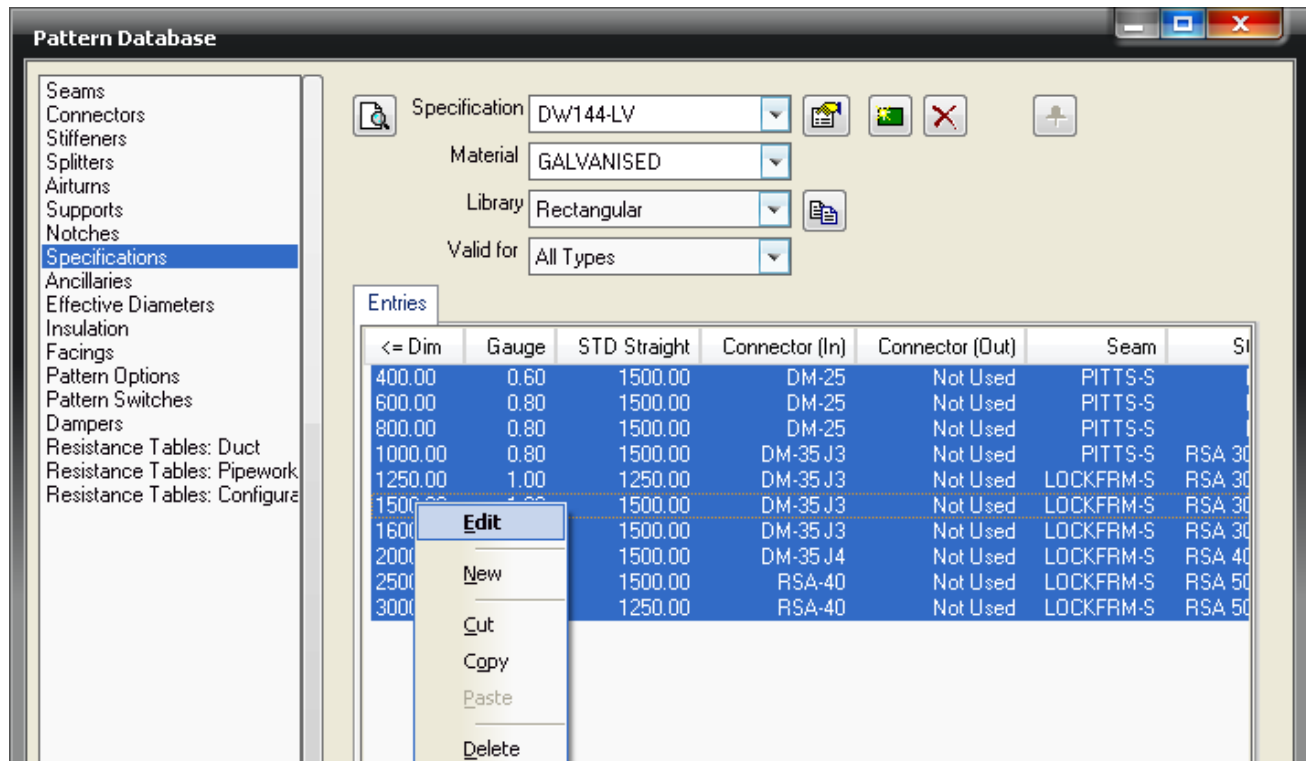 Pattern Database
Seams
Connectors
Stiffeners
Splitters
Airturns
Supports
Notches
Specifications
Ancillaries
Effective Diameters
Insulation
Facings
Pattern Options
Pattern Switches
Dampers
Resistance Tables: Duct
Resistance Tables: Pipework
Resistance Tables: Configura
Specification DW144-LV
Material GALVANISED
Library Rectangular
Valid for All Types
Entries
<= Dim Gauge STD Straight Connector (In) Connector (Out) Seam
400.00 0.60 1500.00 DM-25 Not Used PITTS-S
600.00 0.80 1500.00 DM-25 Not Used PITTS-S
800.00 0.80 1500.00 DM-25 Not Used PITTS-S
1000.00 0.80 1500.00 DM-35 J3 Not Used PITTS-S RSA 30
1250.00 1.00 1250.00 DM-35 J3 Not Used LOCKFRM-S RSA 30
1500 1500.00 DM-35 J3 Not Used LOCKFRM-S RSA 30
1600 1500.00 DM-35 J3 Not Used LOCKFRM-S RSA 30
2000 1500.00 DM-35 J4 Not Used LOCKFRM-S RSA 40
2500 1500.00 RSA-40 Not Used LOCKFRM-S RSA 50
3000 1250.00 RSA-40 Not Used LOCKFRM-S RSA 50
Edit
New
Cut
Copy
Paste
Delete